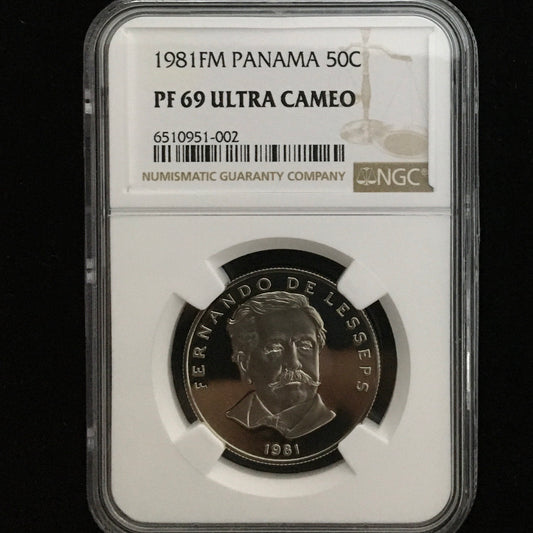 1981FM PANAMA 50C
PF 69 ULTRA CAMEO
6510951-002
NUMISMATIC GUARANTY COMPANY
NGC®
FERNANDO DE LESSEPS
1981